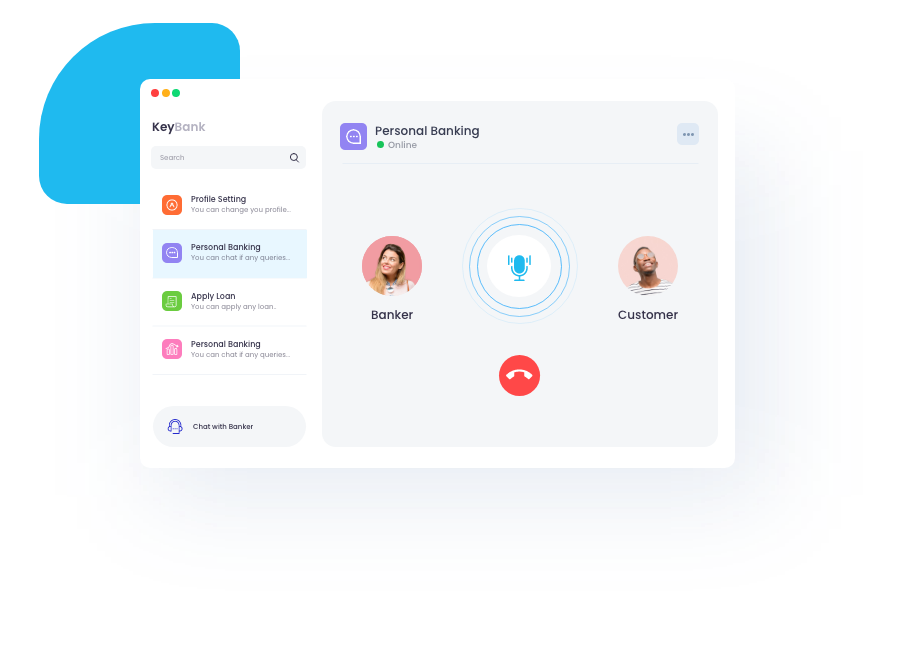 KeyBank
Search
Profile Setting
You can change you profile..
Personal Banking
You can chat if any queries...
Apply Loan
You can apply any loan..
Personal Banking
You can chat if any queries...
Chat with Banker
Personal Banking
Online
Banker
Customer